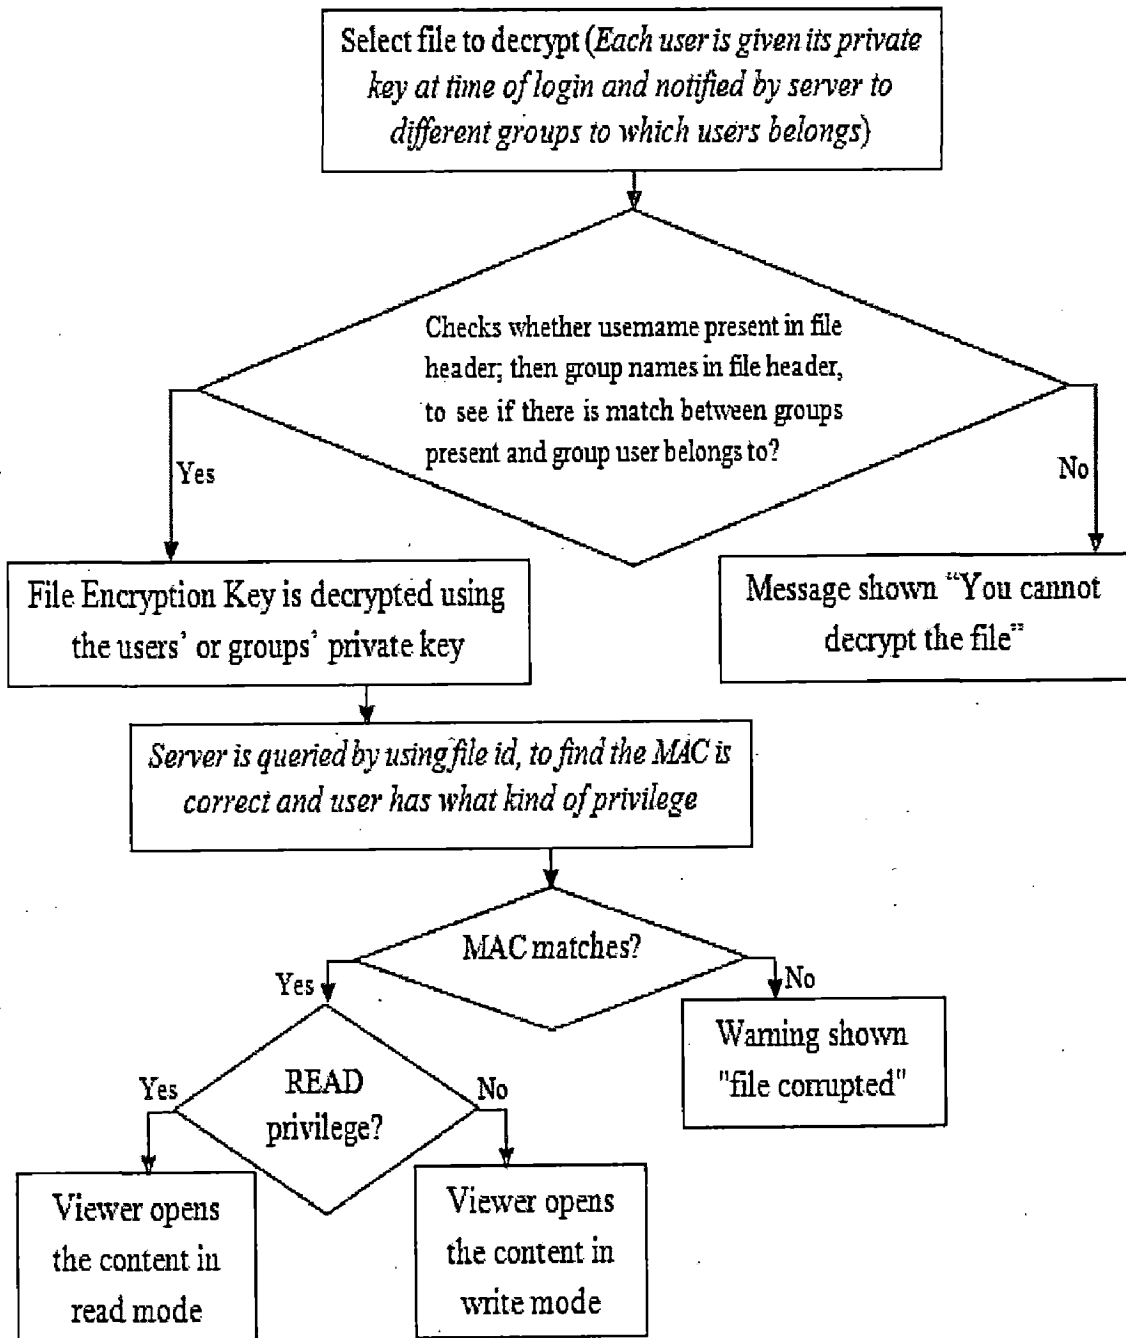 Select file to decrypt (Each user is given its private
key at time of login and notified by server to
different groups to which users belongs)
Checks whether username present in file
header; then group names in file header,
to see if there is match between groups
present and group user belongs to?
Yes
No
File Encryption Key is decrypted using
the users’ or groups’ private key
Message shown “You cannot
decrypt the file”
Server is queried by using file id, to find the MAC is
correct and user has what kind of privilege
MAC matches?
Yes
No
Warning shown
"file corrupted"
READ
privilege?
Yes
No
Viewer opens
the content in
read mode
Viewer opens
the content in
write mode